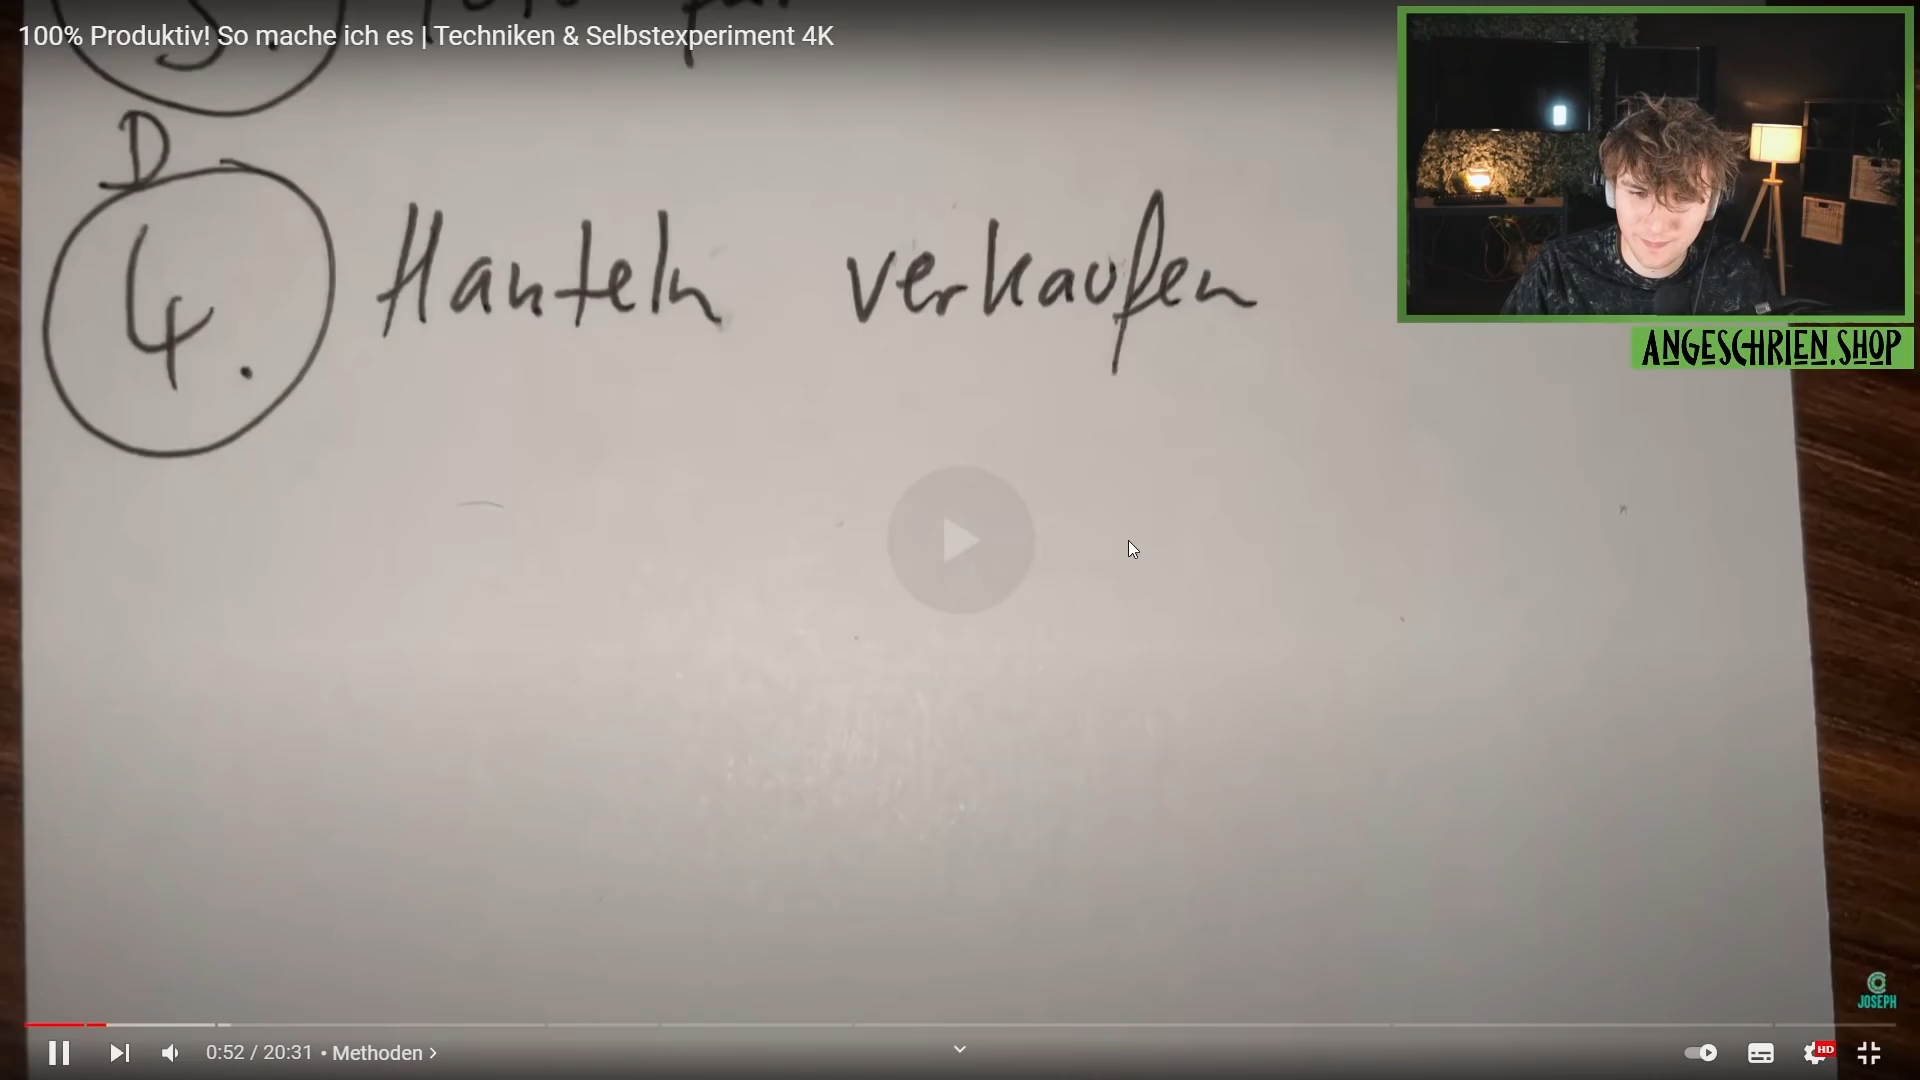 100% Produktiv! So mache ich es | Techniken & Selbstexperiment 4K
3.
D
4. Hanteln verkaufen
ANGESCHRIEN.SHOP
JOSEPH
0:52 / 20:31 • Methoden
HD